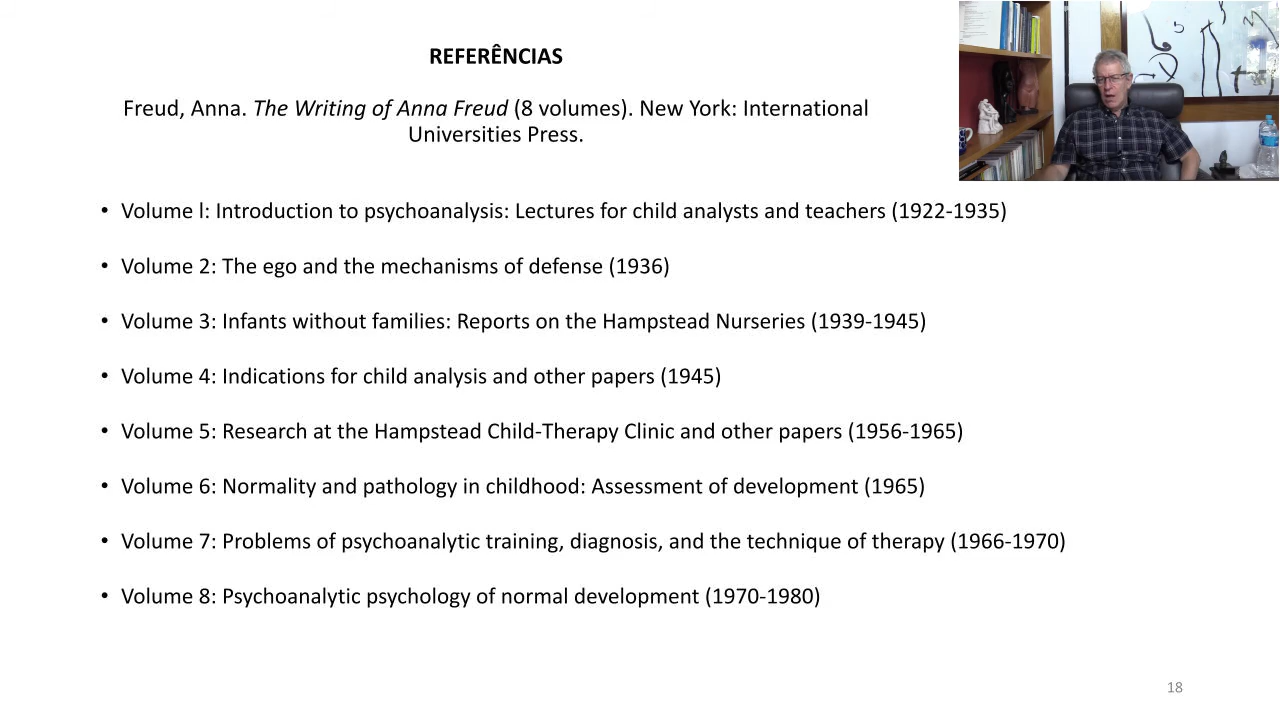 REFERÊNCIAS
Freud, Anna. The Writing of Anna Freud (8 volumes). New York: International
Universities Press.
• Volume l: Introduction to psychoanalysis: Lectures for child analysts and teachers (1922-1935)
• Volume 2: The ego and the mechanisms of defense (1936)
• Volume 3: Infants without families: Reports on the Hampstead Nurseries (1939-1945)
• Volume 4: Indications for child analysis and other papers (1945)
• Volume 5: Research at the Hampstead Child-Therapy Clinic and other papers (1956-1965)
• Volume 6: Normality and pathology in childhood: Assessment of development (1965)
• Volume 7: Problems of psychoanalytic training, diagnosis, and the technique of therapy (1966-1970)
• Volume 8: Psychoanalytic psychology of normal development (1970-1980)
18